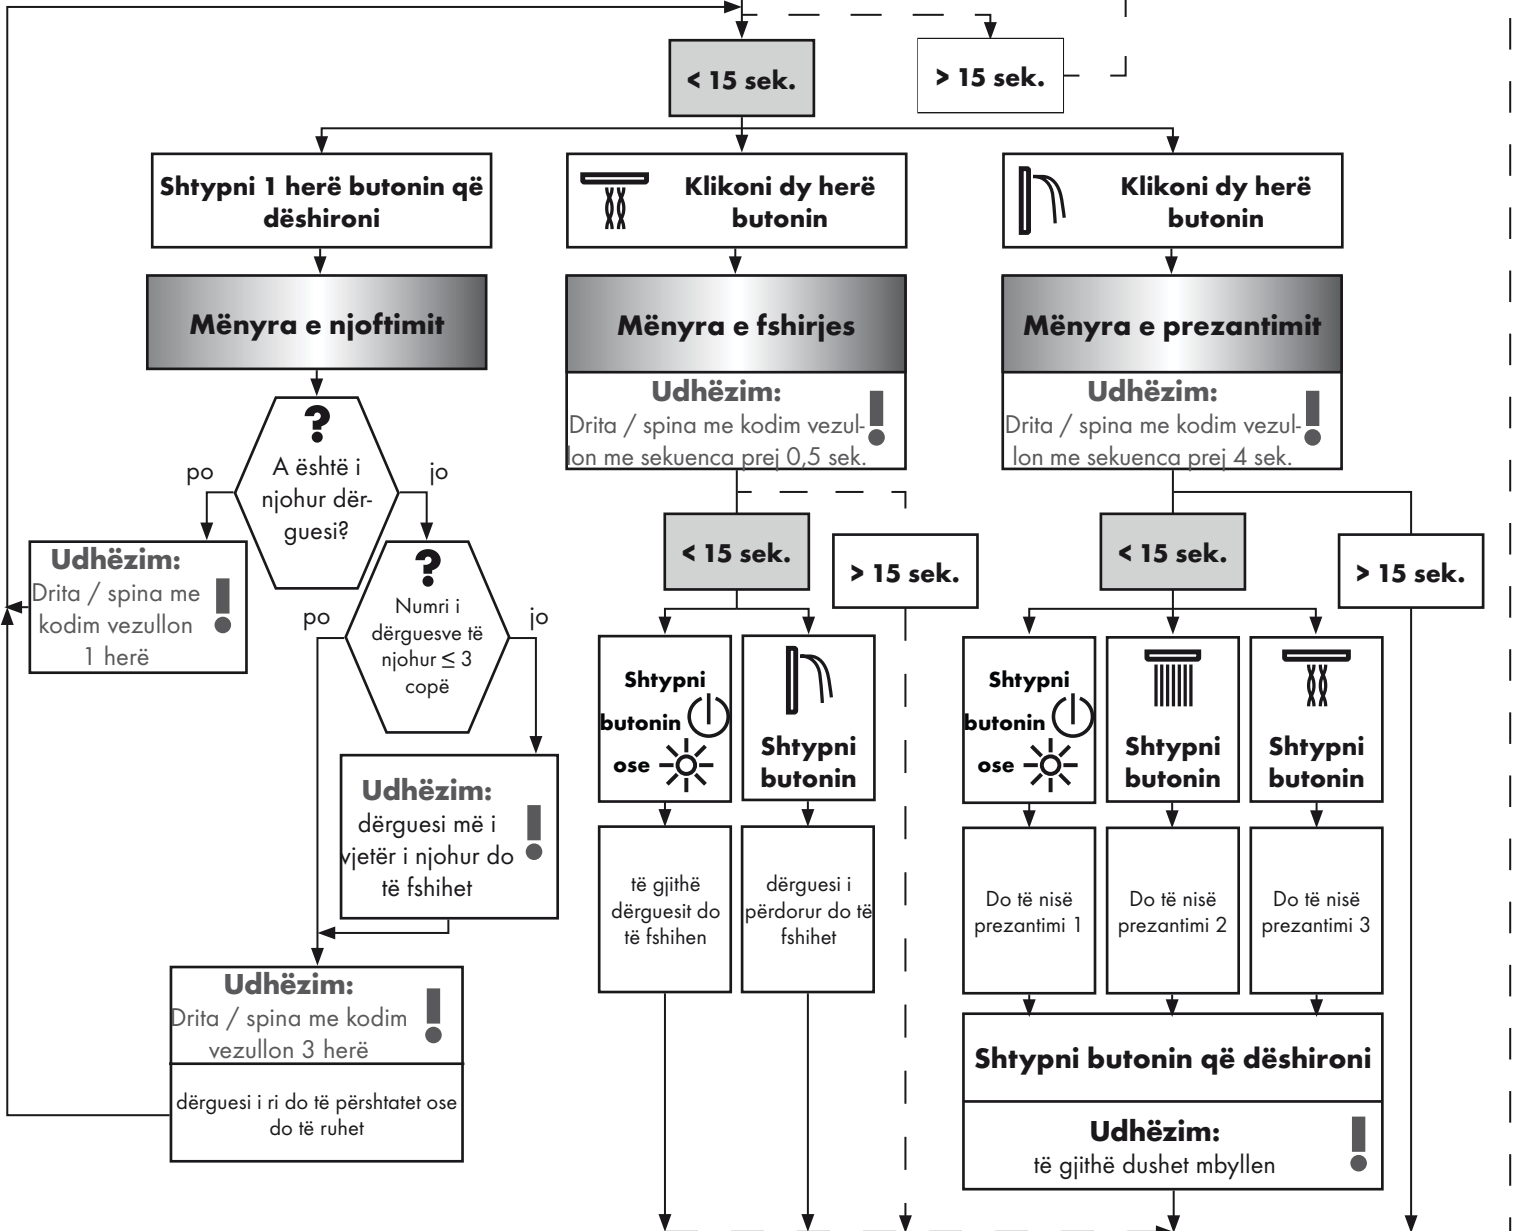 < 15 sek.
> 15 sek.
Shtypni 1 herë butonin që
dëshironi
Klikoni dy herë
butonin
Klikoni dy herë
butonin
Mënyra e njoftimit
Mënyra e fshirjes
Mënyra e prezantimit
Udhëzim:
Drita / spina me kodim vezul-
lon me sekuenca prej 0,5 sek.
Udhëzim:
Drita / spina me kodim vezul-
lon me sekuenca prej 4 sek.
?
A është i
njohur dër-
guesi?
po
jo
Udhëzim:
Drita / spina me
kodim vezullon
1 herë
?
Numri i
dërguesve të
njohur ≤ 3
copë
po
jo
Udhëzim:
dërguesi më i
vjetër i njohur do
të fshihet
Udhëzim:
Drita / spina me kodim
vezullon 3 herë
dërguesi i ri do të përshtatet ose
do të ruhet
< 15 sek.
> 15 sek.
Shtypni
butonin
ose
Shtypni
butonin
të gjithë
dërguesit do
të fshihen
dërguesi i
përdorur do të
fshihet
< 15 sek.
> 15 sek.
Shtypni
butonin
ose
Shtypni
butonin
Shtypni
butonin
Do të nisë
prezantimi 1
Do të nisë
prezantimi 2
Do të nisë
prezantimi 3
Shtypni butonin që dëshironi
Udhëzim:
të gjithë dushet mbyllen